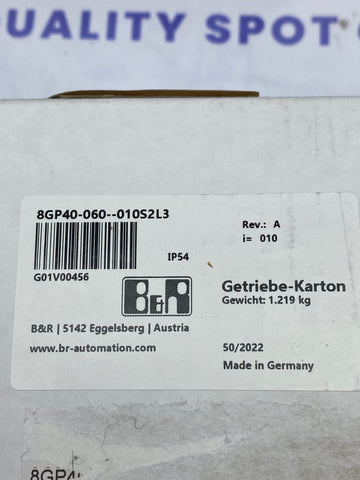 QUALITY SPOT
8GP40-060--010S2L3
Rev.: A
i= 010
IP54
G01V00456
B&R
Getriebe-Karton
Gewicht: 1.219 kg
B&R | 5142 Eggelsberg | Austria
www.br-automation.com
50/2022
Made in Germany